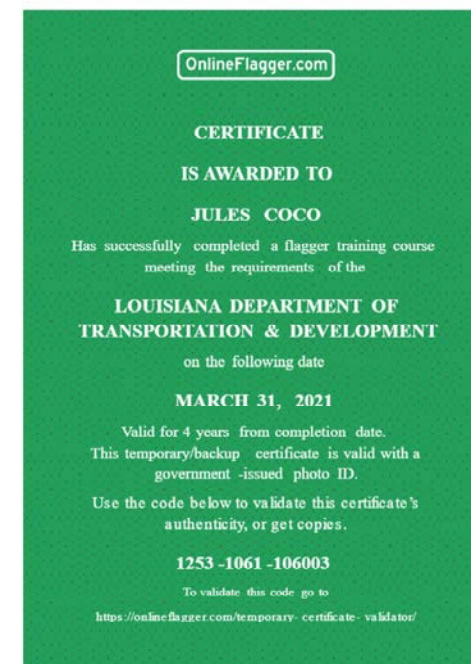 OnlineFlagger.com
CERTIFICATE
IS AWARDED TO
JULES COCO
Has successfully completed a flagger training course
meeting the requirements of the
LOUISIANA DEPARTMENT OF
TRANSPORTATION & DEVELOPMENT
on the following date
MARCH 31, 2021
Valid for 4 years from completion date.
This temporary/backup certificate is valid with a
government -issued photo ID.
Use the code below to validate this certificate's
authenticity, or get copies.
1253 -1061 -106003
To validate this code go to
https://onlineflagger.com/temporary- certificate- validator/